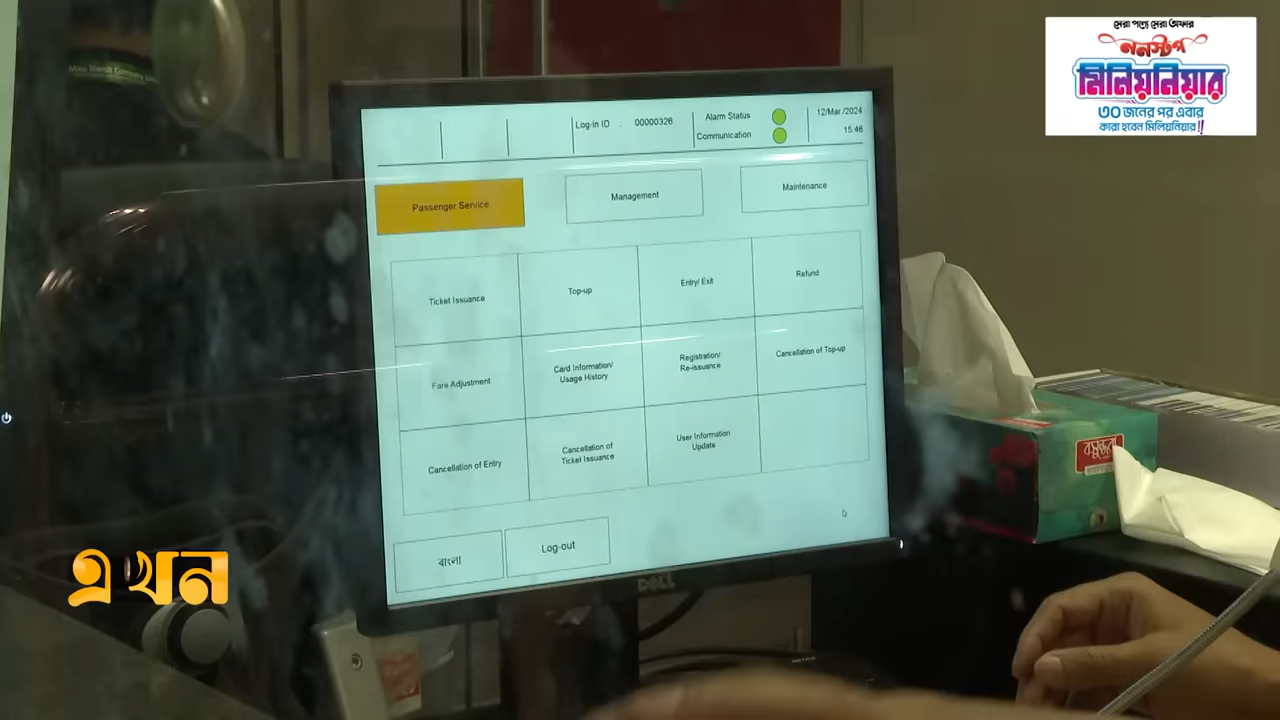 সেরা পণ্যে সেরা অফার
ননস্টপ
মিলিয়নিয়ার
৩০ জনের পর এবার
কারা হবেন মিলিয়নিয়ার!!
Log-in ID : 00000326
Alarm Status
Communication
12/Mar./2024
15:46
Passenger Service
Management
Maintenance
Ticket Issuance
Top-up
Entry/ Exit
Refund
Fare Adjustment
Card Information/
Usage History
Registration/
Re-issuance
Cancellation of Top-up
Cancellation of Entry
Cancellation of
Ticket Issuance
User Information
Update
বাংলা
Log-out
DELL
বসুন্ধরা
এখন